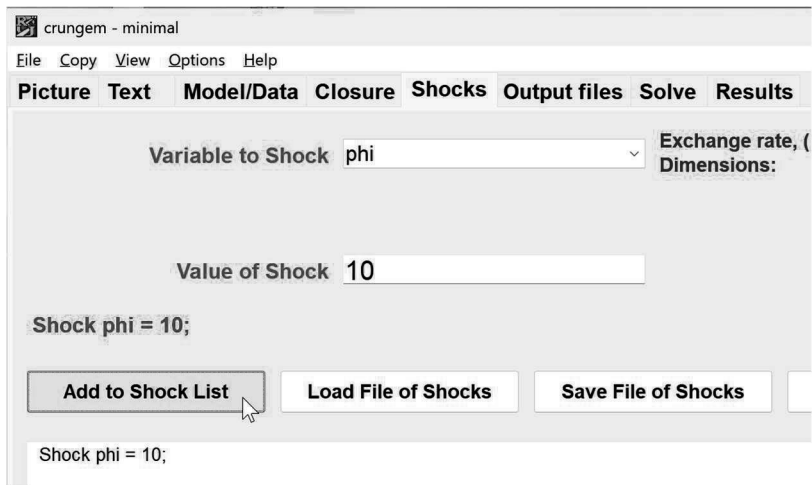 crungem - minimal
File Copy View Options Help
Picture Text Model/Data Closure Shocks Output files Solve Results
Variable to Shock phi Exchange rate, (
Dimensions:
Value of Shock 10
Shock phi = 10;
Add to Shock List Load File of Shocks Save File of Shocks
Shock phi = 10;